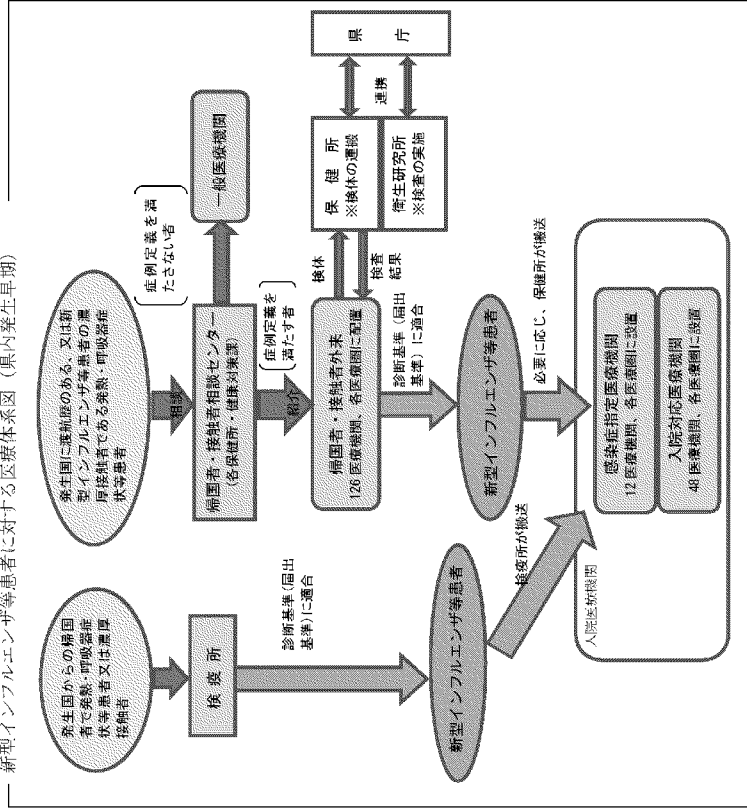 新型インフルエンザ等患者に対する医療体系図（県内発生早期）
発生国からの帰国
者で発熱・呼吸器症
状等患者又は濃厚
接触者
検 疫 所
診断基準（届出
基準）に適合
新型インフルエンザ等患者
検疫所が搬送
発生国に渡航歴のある、又は新
型インフルエンザ等患者の濃
厚接触者である発熱・呼吸器症
状等患者
相談
帰国者・接触者相談センター
（各保健所・健康対策課）
症例定義を満
たさない者
一般医療機関
紹介
症例定義を
満たす者
帰国者・接触者外来
126医療機関、各医療圏に配置
検体
検査
結果
保 健 所
※検体の運搬
衛生研究所
※検査の実施
連携
県 庁
診断基準（届出
基準）に適合
新型インフルエンザ等患者
必要に応じ、保健所が搬送
入院医療機関
感染症指定医療機関
12医療機関、各医療圏に設置
入院対応医療機関
48医療機関、各医療圏に設置